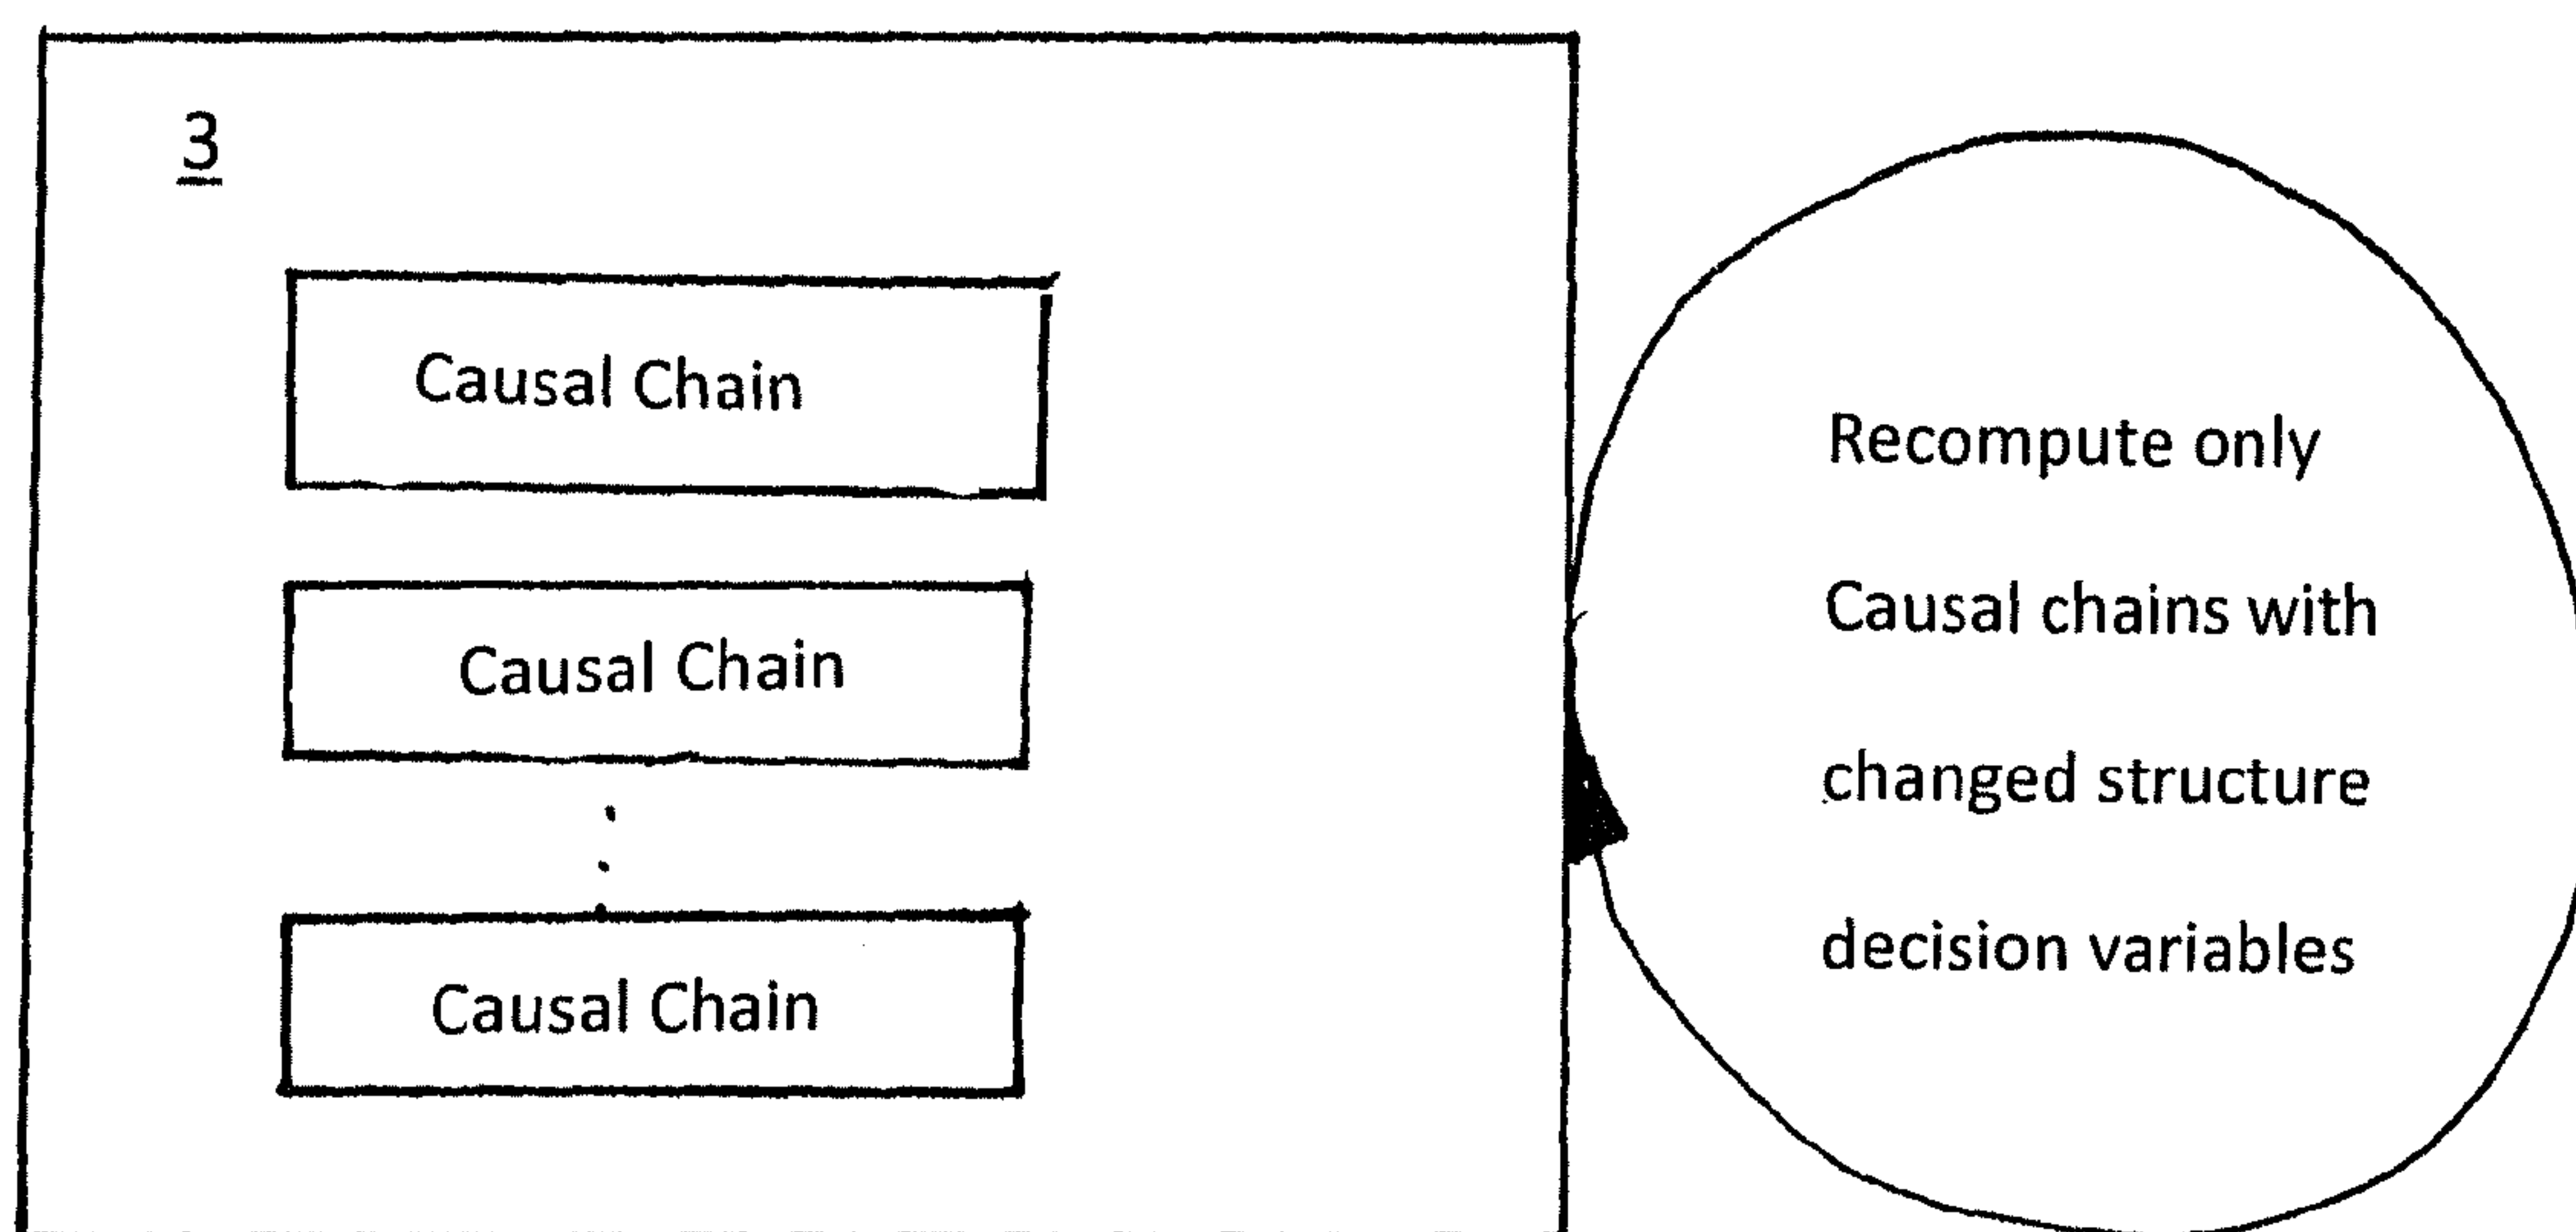 3
Causal Chain
Causal Chain
Causal Chain
Recompute only
Causal chains with
changed structure
decision variables